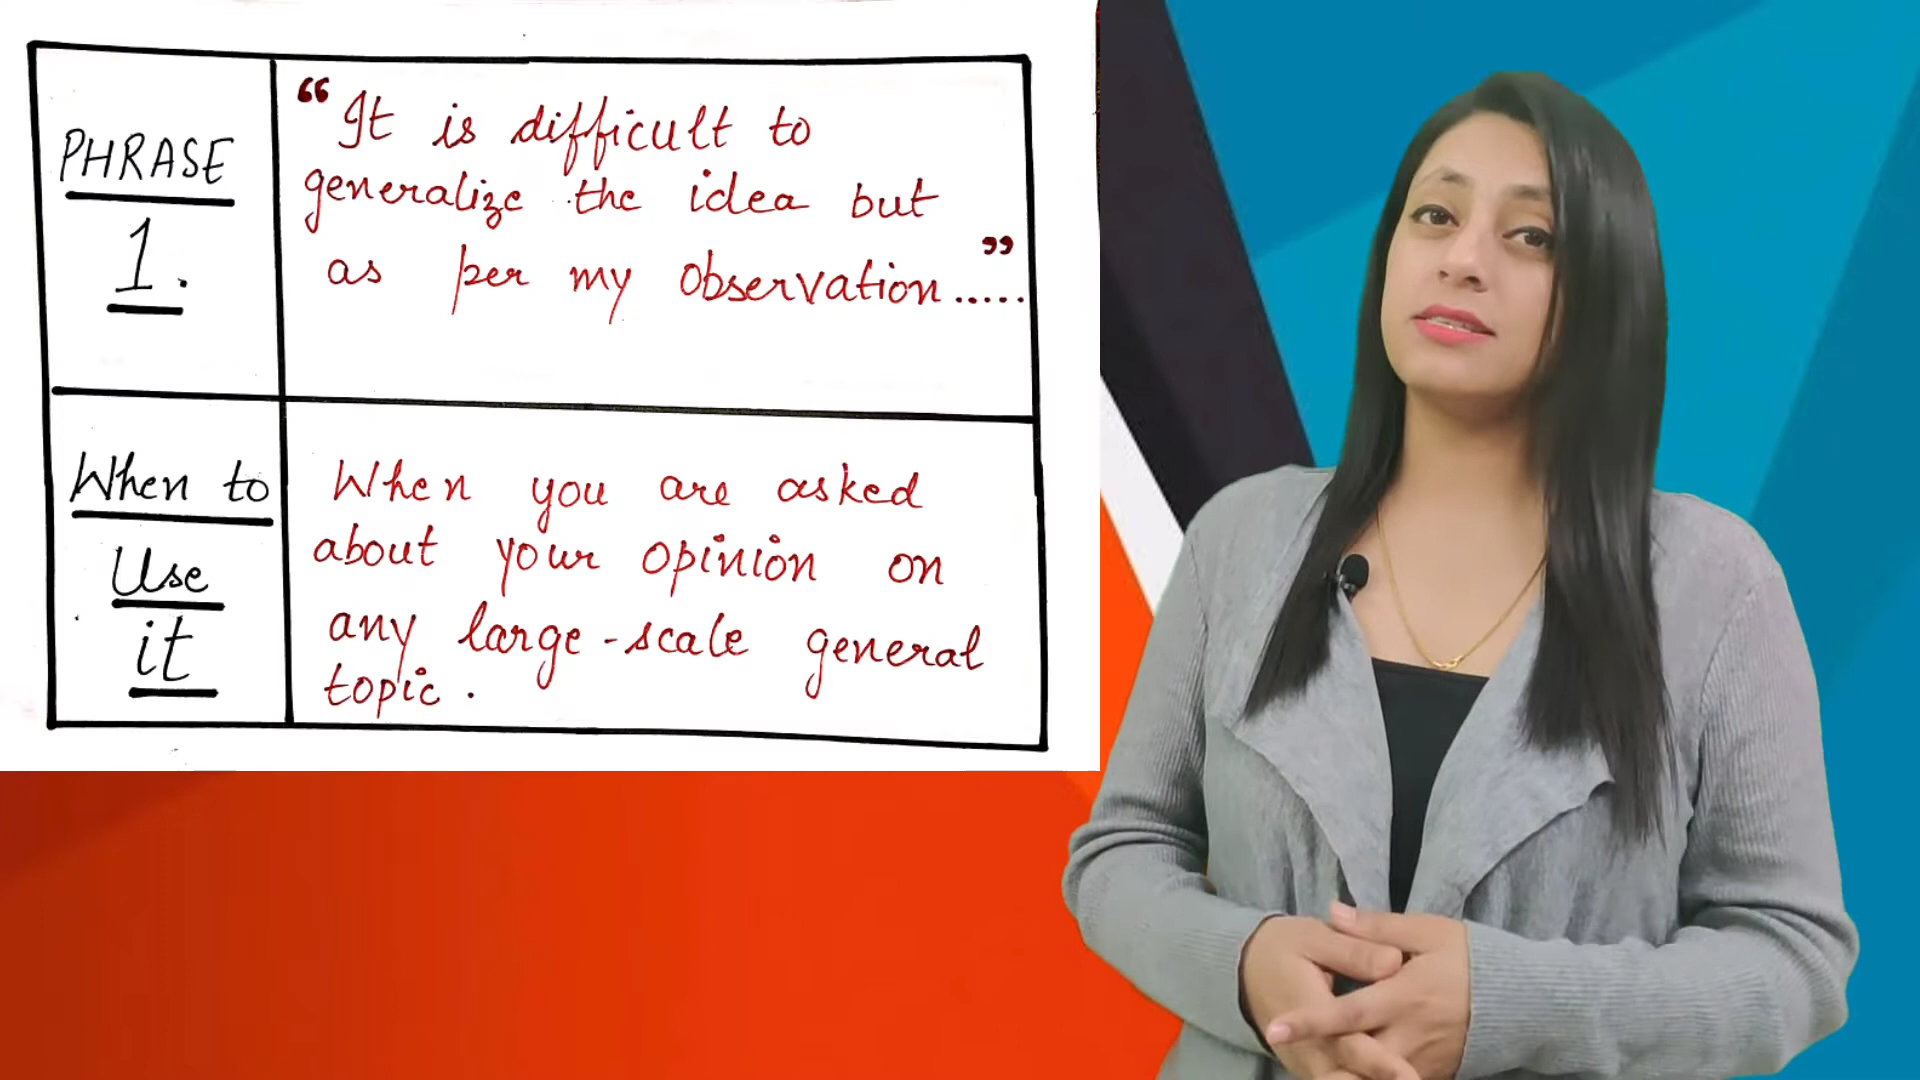 PHRASE
1.
“It is difficult to
generalize the idea but
as per my observation.....”
When to
Use
it
When you are asked
about your opinion on
any large-scale general
topic.